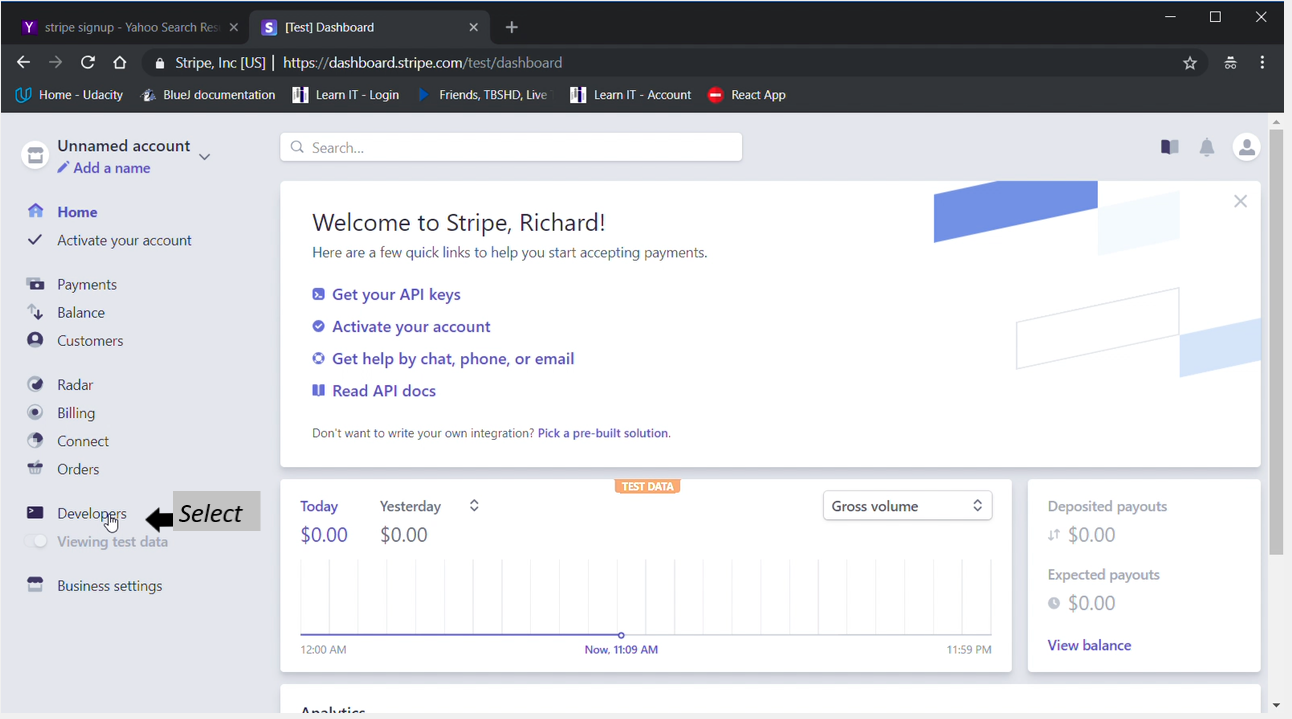 stripe signup - Yahoo Search Res
[Test] Dashboard
Stripe, Inc [US] | https://dashboard.stripe.com/test/dashboard
Home - Udacity
BlueJ documentation
Learn IT - Login
Friends, TBSHD, Live
Learn IT - Account
React App
Unnamed account
Add a name
Search...
Home
Activate your account
Payments
Balance
Customers
Radar
Billing
Connect
Orders
Developers
Select
Viewing test data
Business settings
Welcome to Stripe, Richard!
Here are a few quick links to help you start accepting payments.
Get your API keys
Activate your account
Get help by chat, phone, or email
Read API docs
Don't want to write your own integration? Pick a pre-built solution.
TEST DATA
Today Yesterday
$0.00 $0.00
Gross volume
12:00 AM Now, 11:09 AM 11:59 PM
Deposited payouts
$0.00
Expected payouts
$0.00
View balance
Analytics